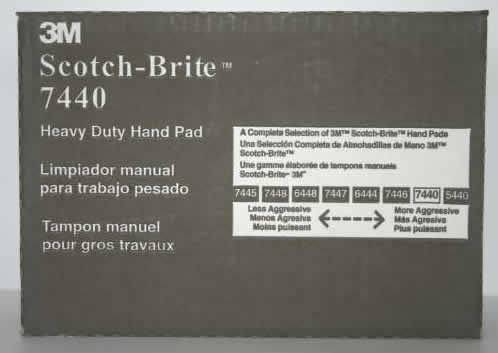 3M
Scotch-Brite™
7440
Heavy Duty Hand Pad
Limpiador manual
para trabajo pesado
Tampon manuel
pour gros travaux
A Complete Selection of 3M™ Scotch-Brite™ Hand Pads
Una Selección Completa de Almohadillas de Mano 3M™
Scotch-Brite™
Une gamme élaborée de tampons manuels
Scotch-Brite™ 3M™
7445 7448 6448 7447 6444 7446 7440 5440
Less Aggressive
Menos Agresiva
Moins puissant
More Aggressive
Más Agresiva
Plus puissant